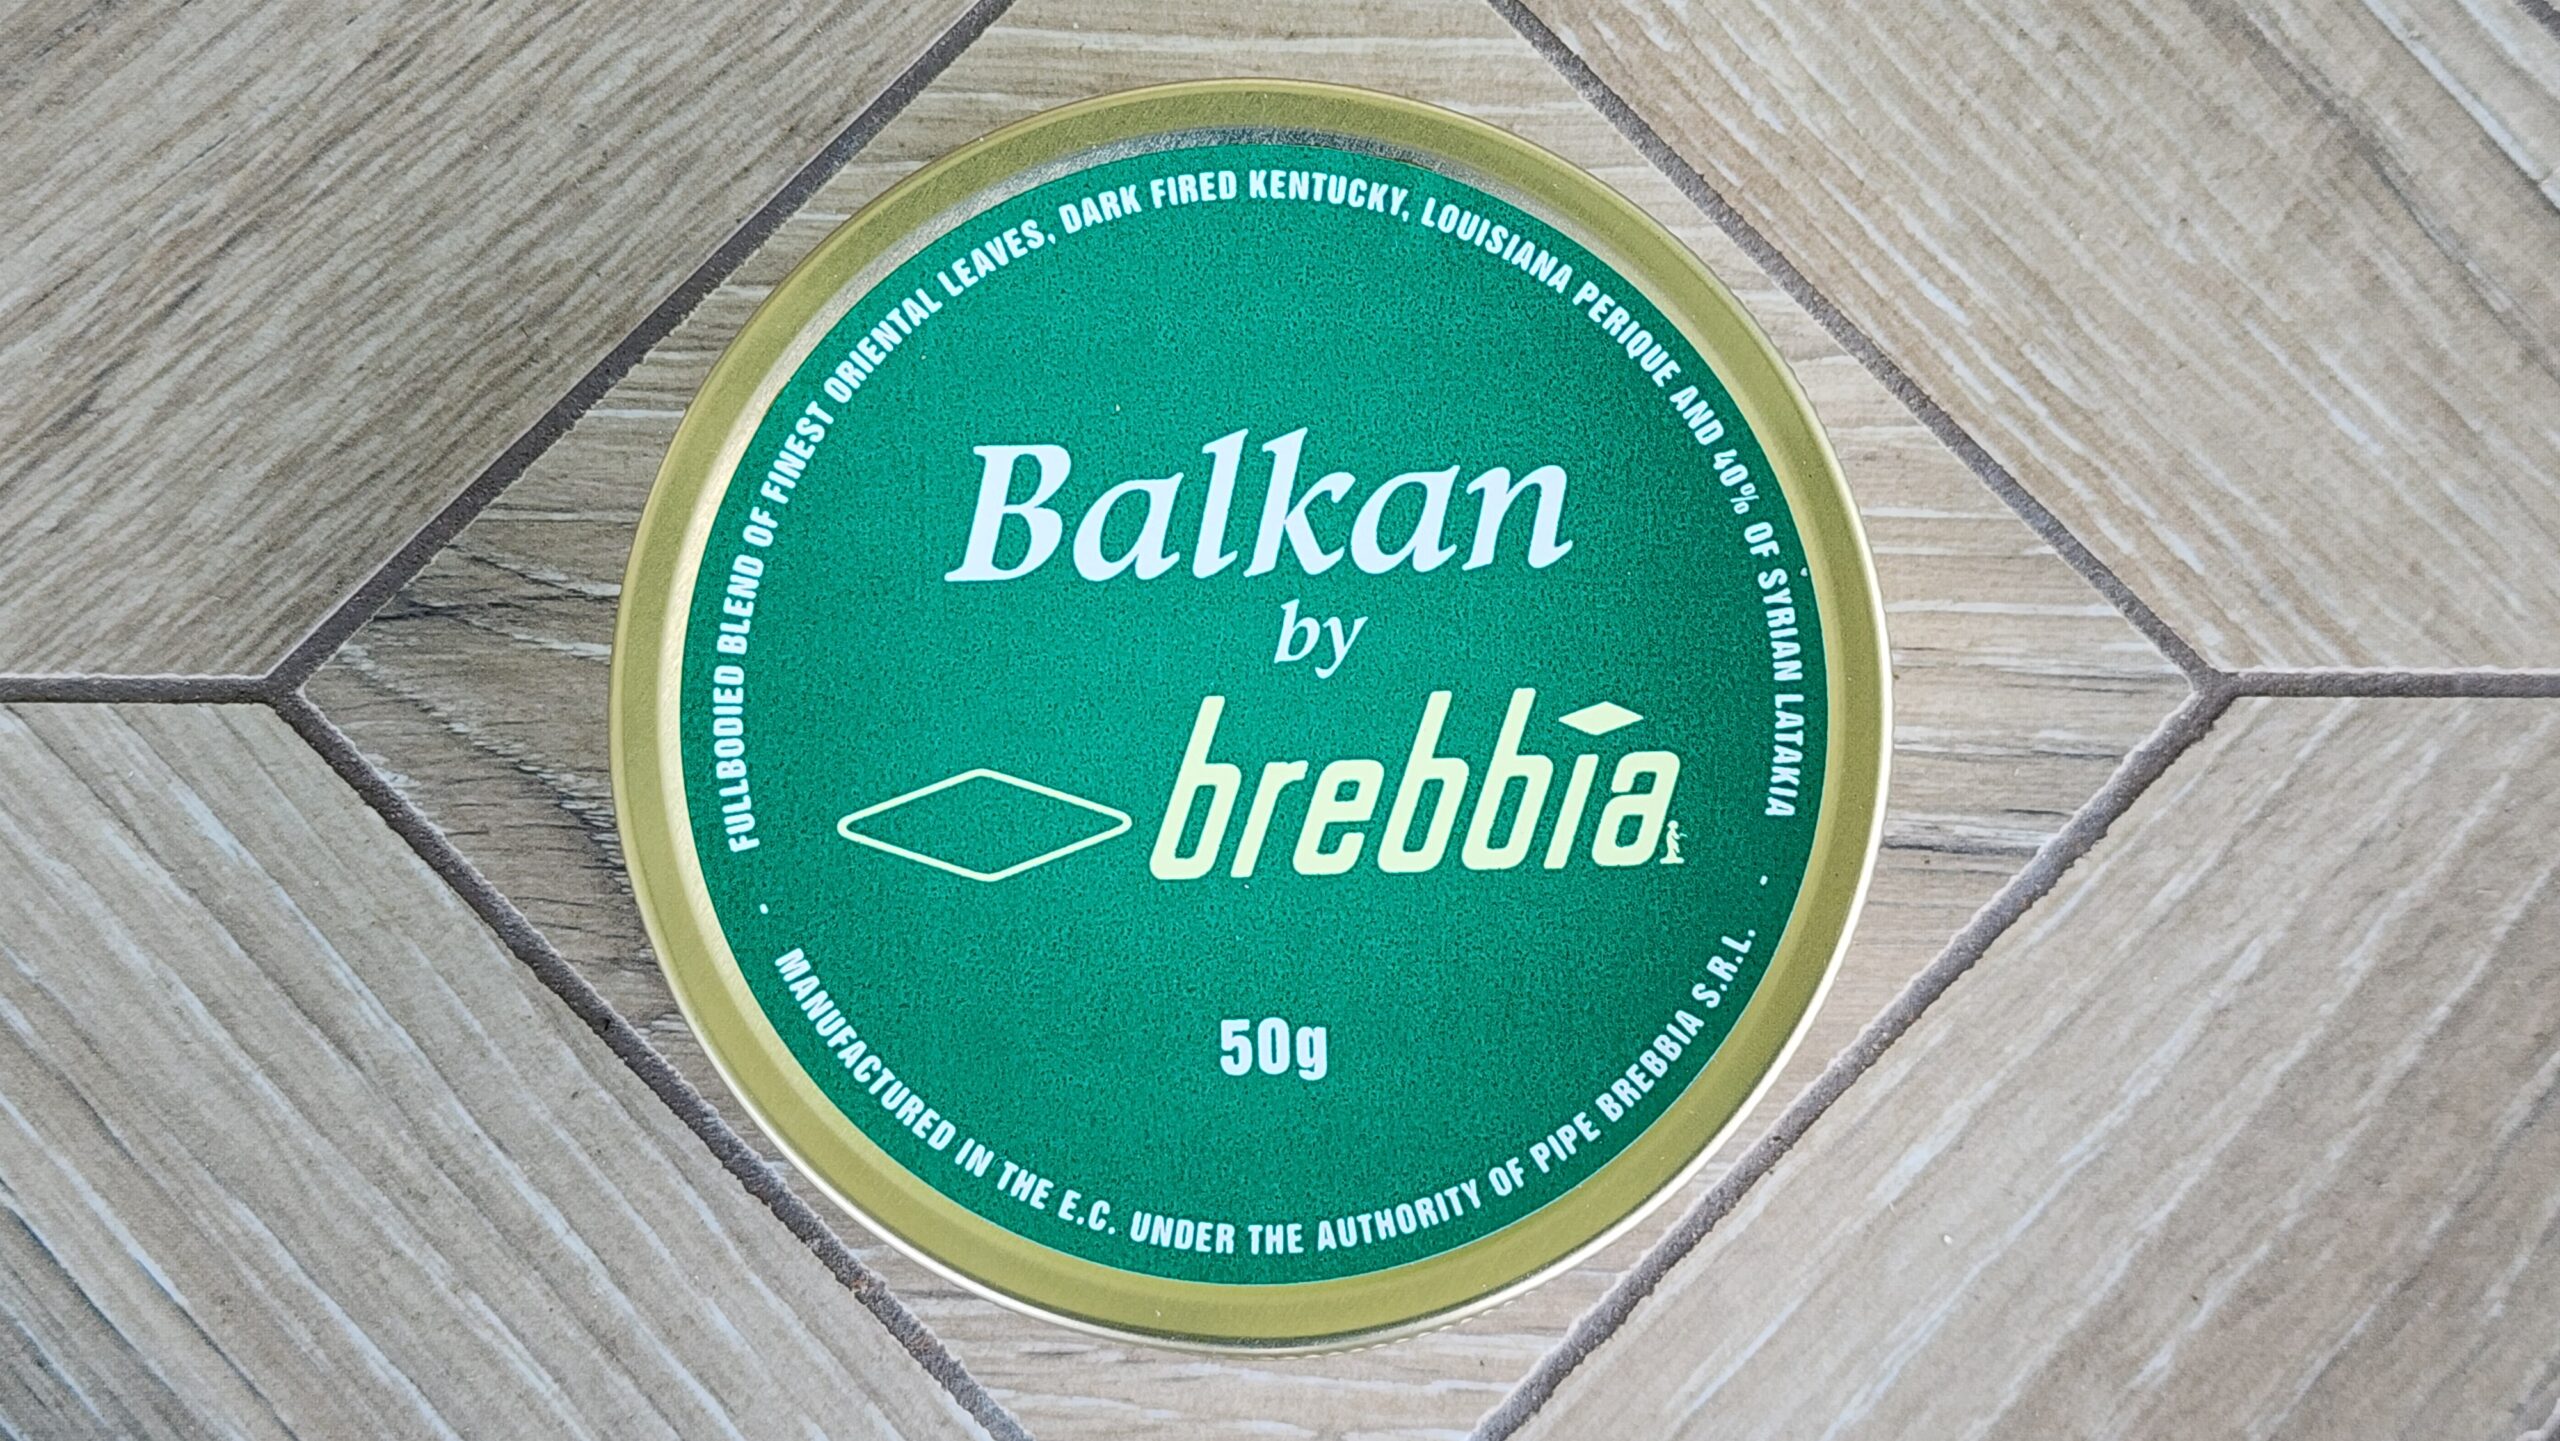 FULLBODIED BLEND OF FINEST ORIENTAL LEAVES, DARK FIRED KENTUCKY, LOUISIANA PERIQUE AND 40% OF SYRIAN LATAKIA
Balkan
by
brebbia
50g
· MANUFACTURED IN THE E.C. UNDER THE AUTHORITY OF PIPE BREBBIA S.R.L. ·